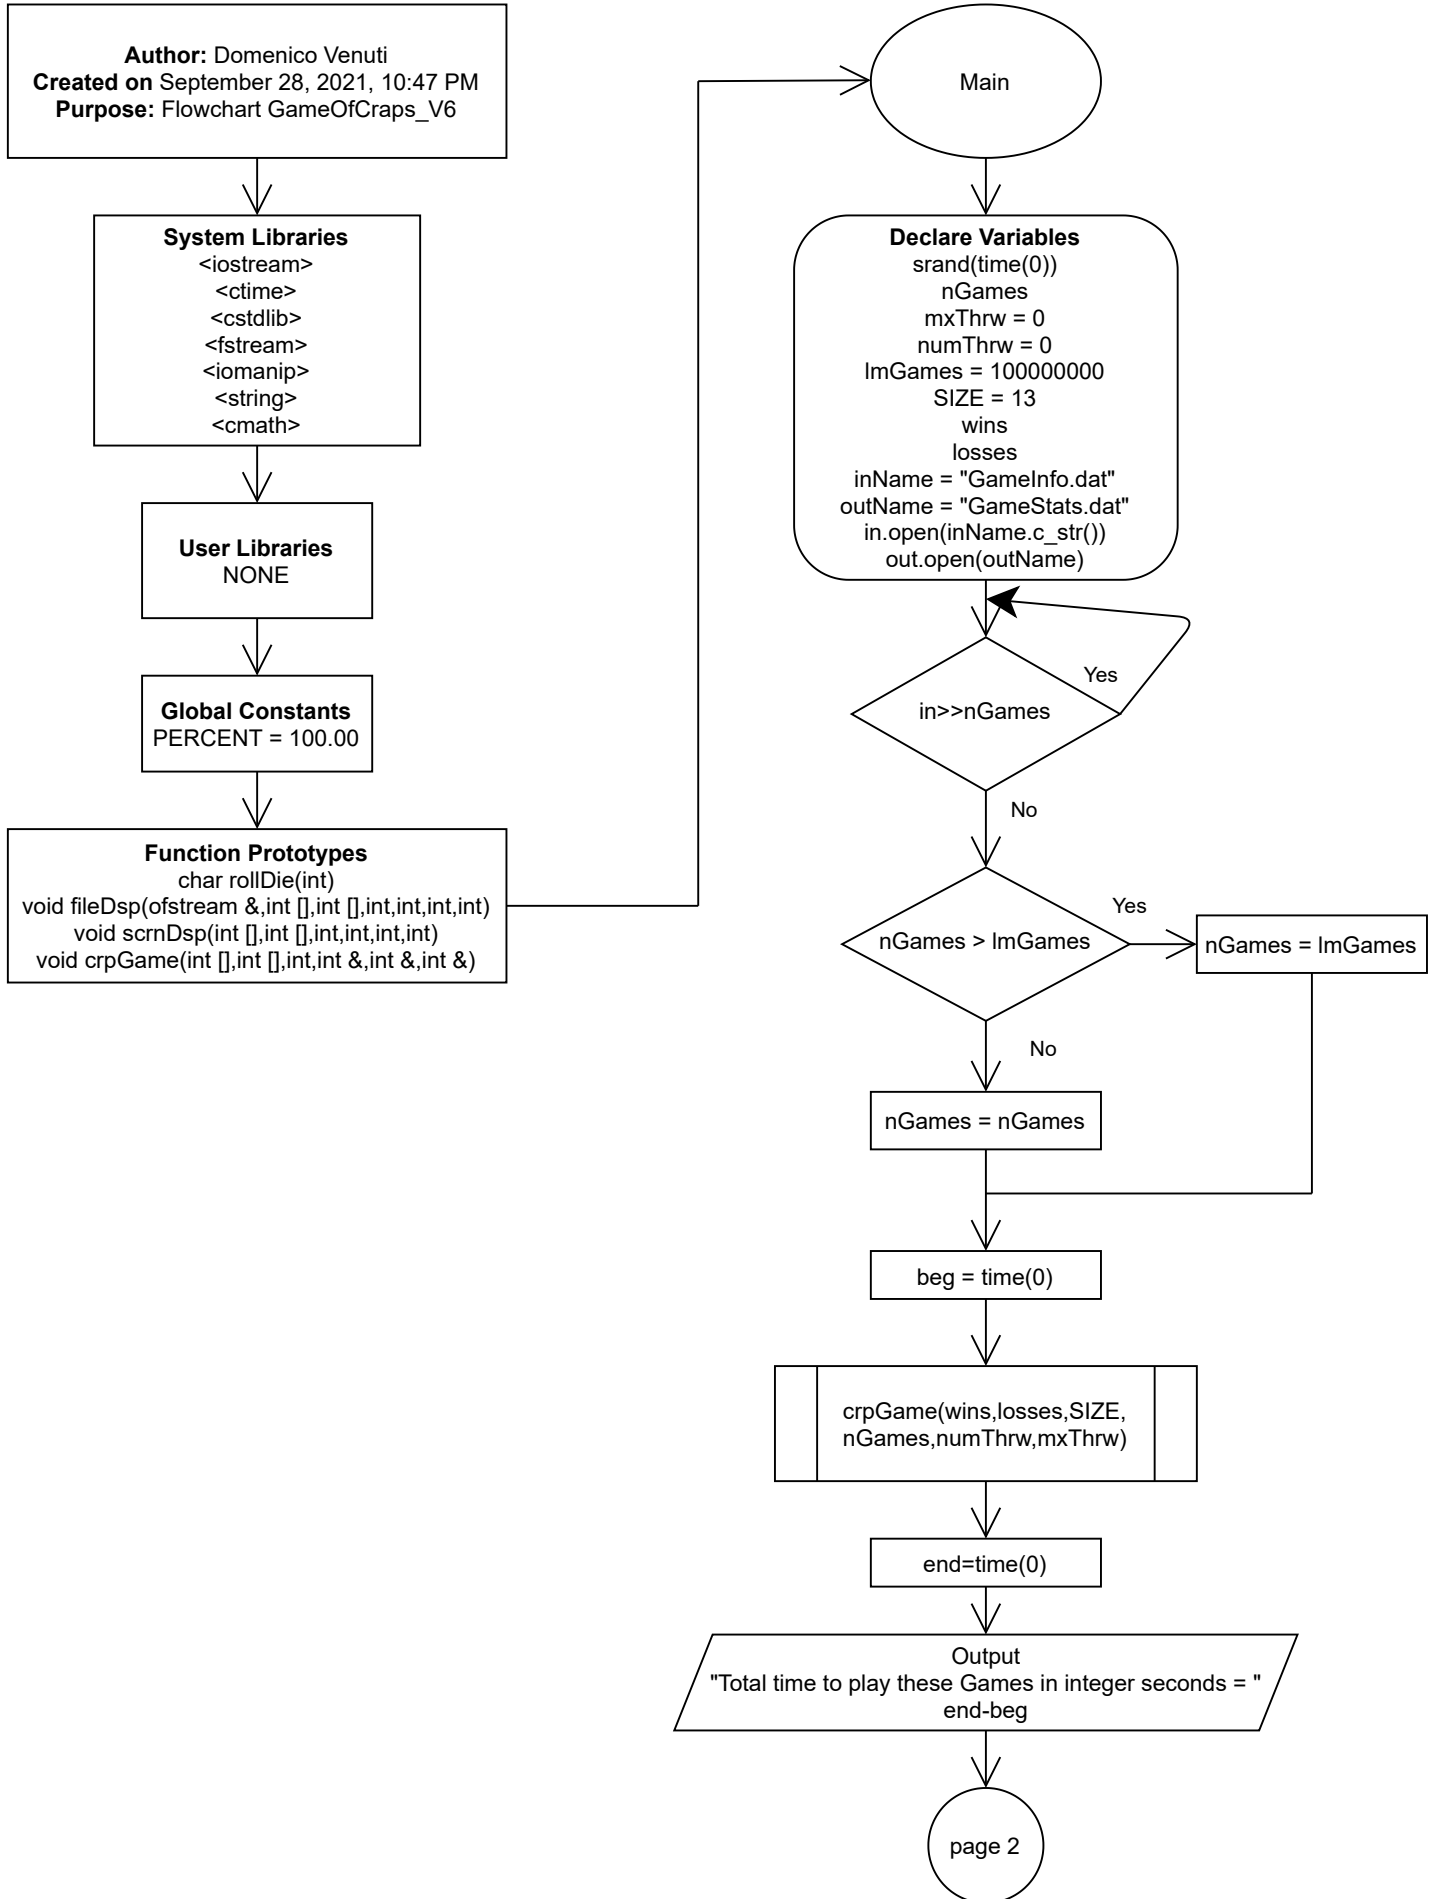 Author: Domenico Venuti
Created on September 28, 2021, 10:47 PM
Purpose: Flowchart GameOfCraps_V6
System Libraries
<iostream>
<ctime>
<cstdlib>
<fstream>
<iomanip>
<string>
<cmath>
User Libraries
NONE
Global Constants
PERCENT = 100.00
Function Prototypes
char rollDie(int)
void fileDsp(ofstream &,int [],int [],int,int,int,int)
void scrnDsp(int [],int [],int,int,int,int)
void crpGame(int [],int [],int,int &,int &,int &)
Main
Declare Variables
srand(time(0))
nGames
mxThrw = 0
numThrw = 0
lmGames = 100000000
SIZE = 13
wins
losses
inName = "GameInfo.dat"
outName = "GameStats.dat"
in.open(inName.c_str())
out.open(outName)
Yes
in>>nGames
No
Yes
nGames > lmGames
nGames = lmGames
No
nGames = nGames
beg = time(0)
crpGame(wins,losses,SIZE,
nGames,numThrw,mxThrw)
end=time(0)
Output
"Total time to play these Games in integer seconds = "
end-beg
page 2